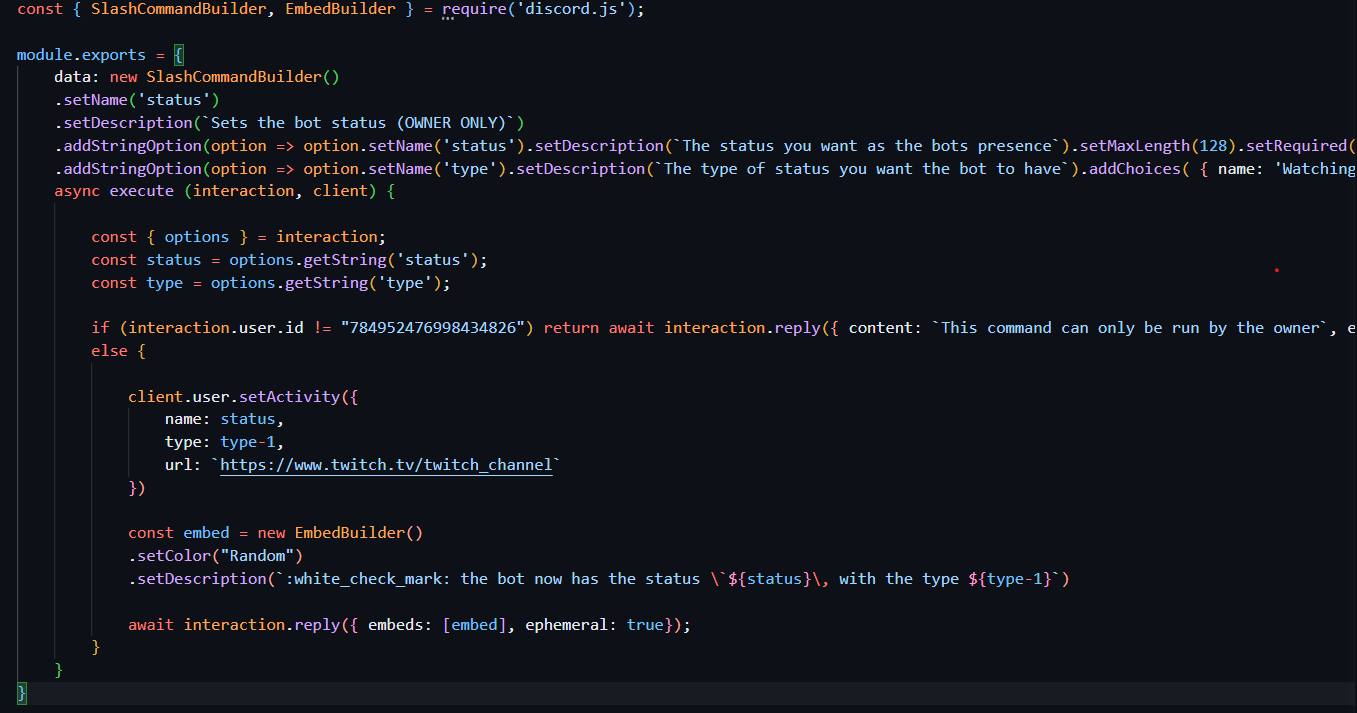 const { SlashCommandBuilder, EmbedBuilder } = require('discord.js');
module.exports = {
data: new SlashCommandBuilder()
.setName('status')
.setDescription(`Sets the bot status (OWNER ONLY)`)
.addStringOption(option => option.setName('status').setDescription(`The status you want as the bots presence`).setMaxLength(128).setRequired(
.addStringOption(option => option.setName('type').setDescription(`The type of status you want the bot to have`).addChoices( { name: 'Watching
async execute (interaction, client) {
const { options } = interaction;
const status = options.getString('status');
const type = options.getString('type');
if (interaction.user.id != "784952476998434826") return await interaction.reply({ content: `This command can only be run by the owner`, e
else {
client.user.setActivity({
name: status,
type: type-1,
url: `https://www.twitch.tv/twitch_channel`
})
const embed = new EmbedBuilder()
.setColor("Random")
.setDescription(`:white_check_mark: the bot now has the status \`${status}\, with the type ${type-1}`)
await interaction.reply({ embeds: [embed], ephemeral: true});
}
}
}